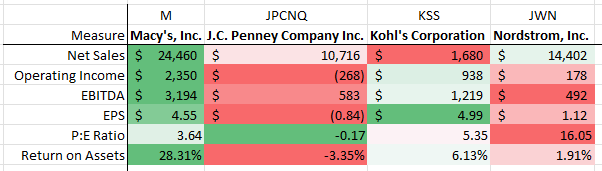 M JPCNQ KSS JWN
Measure Macy's, Inc. J.C. Penney Company Inc. Kohl's Corporation Nordstrom, Inc.
Net Sales $ 24,460 $ 10,716 $ 1,680 $ 14,402
Operating Income $ 2,350 $ (268) $ 938 $ 178
EBITDA $ 3,194 $ 583 $ 1,219 $ 492
EPS $ 4.55 $ (0.84) $ 4.99 $ 1.12
P:E Ratio 3.64 -0.17 5.35 16.05
Return on Assets 28.31% -3.35% 6.13% 1.91%